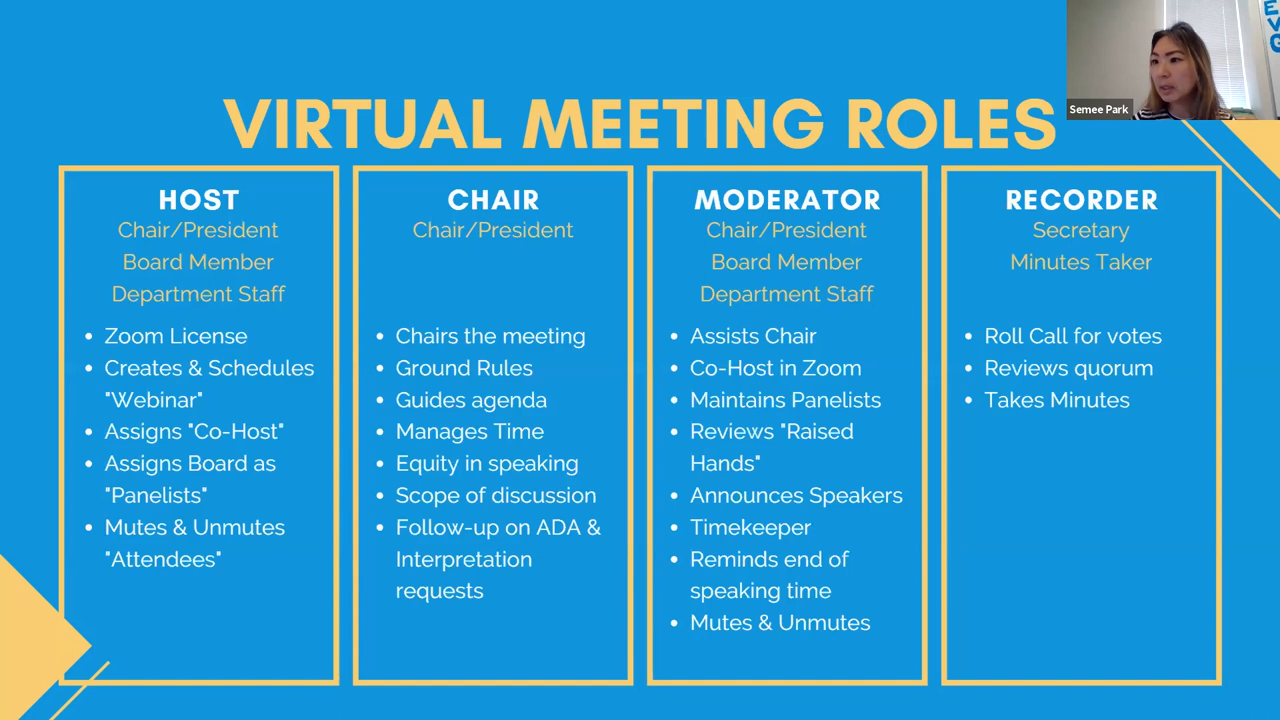 VIRTUAL MEETING ROLES
Semee Park
EVG
HOST
Chair/President
Board Member
Department Staff
• Zoom License
• Creates & Schedules
"Webinar"
• Assigns "Co-Host"
• Assigns Board as
"Panelists"
• Mutes & Unmutes
"Attendees"
CHAIR
Chair/President
• Chairs the meeting
• Ground Rules
• Guides agenda
• Manages Time
• Equity in speaking
• Scope of discussion
• Follow-up on ADA &
Interpretation
requests
MODERATOR
Chair/President
Board Member
Department Staff
• Assists Chair
• Co-Host in Zoom
• Maintains Panelists
• Reviews "Raised
Hands"
• Announces Speakers
• Timekeeper
• Reminds end of
speaking time
• Mutes & Unmutes
RECORDER
Secretary
Minutes Taker
• Roll Call for votes
• Reviews quorum
• Takes Minutes